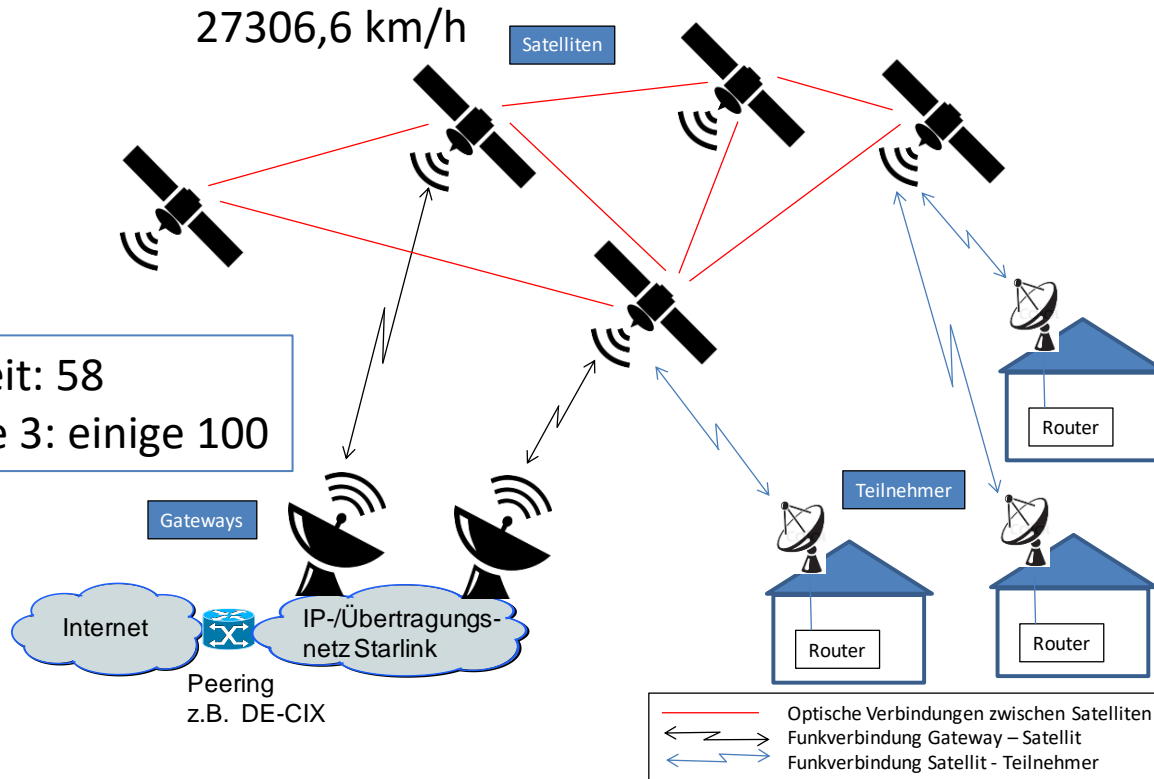 27306,6 km/h
Satelliten
eit: 58
e 3: einige 100
Gateways
Teilnehmer
Router
Internet
IP-/Übertragungs-
netz Starlink
Router
Router
Peering
z.B. DE-CIX
Optische Verbindungen zwischen Satelliten
Funkverbindung Gateway – Satellit
Funkverbindung Satellit - Teilnehmer